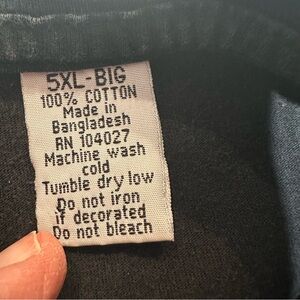 5XL-BIG
100% COTTON
Made in
Bangladesh
RN 104027
Machine wash
cold
Tumble dry low
Do not iron
if decorated
Do not bleach